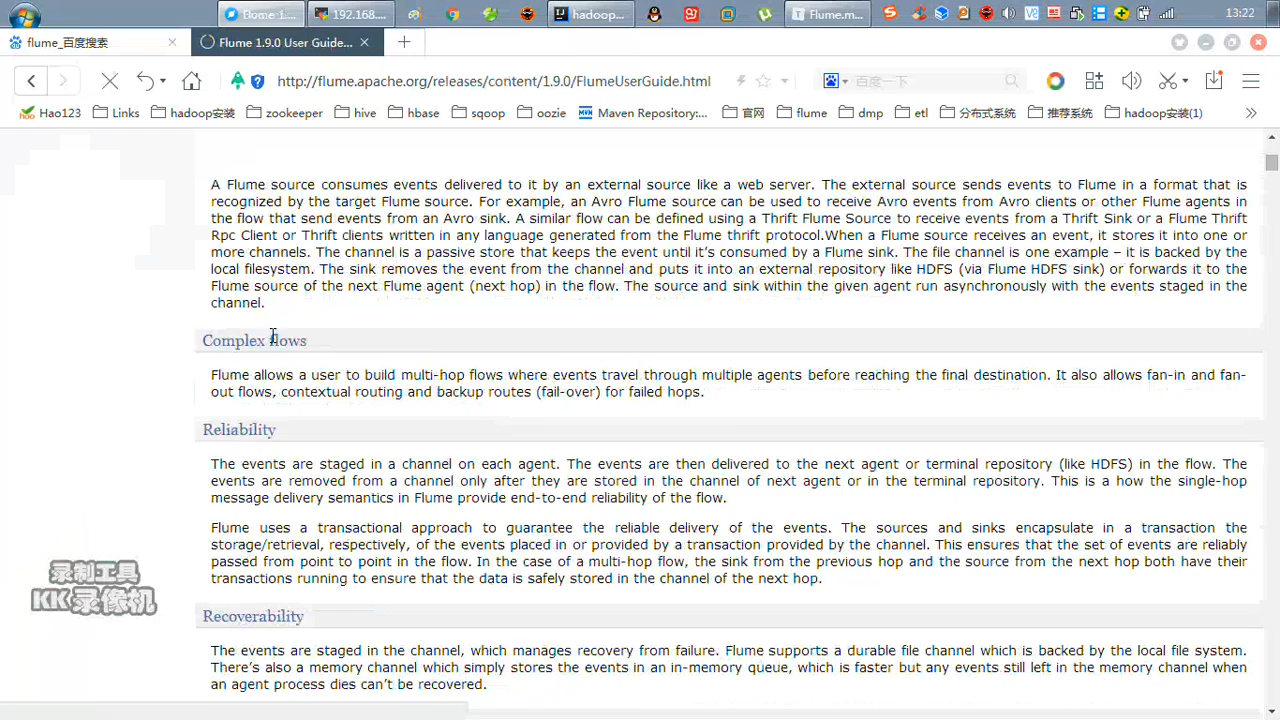 Flume 1....
192.168....
hadoop...
Flume.m...
13:22
flume_百度搜索
Flume 1.9.0 User Guide...
http://flume.apache.org/releases/content/1.9.0/FlumeUserGuide.html
百度一下
Hao123
Links
hadoop安装
zookeeper
hive
hbase
sqoop
oozie
Maven Repository:...
官网
flume
dmp
etl
分布式系统
推荐系统
hadoop安装(1)
A Flume source consumes events delivered to it by an external source like a web server. The external source sends events to Flume in a format that is
recognized by the target Flume source. For example, an Avro Flume source can be used to receive Avro events from Avro clients or other Flume agents in
the flow that send events from an Avro sink. A similar flow can be defined using a Thrift Flume Source to receive events from a Thrift Sink or a Flume Thrift
Rpc Client or Thrift clients written in any language generated from the Flume thrift protocol.When a Flume source receives an event, it stores it into one or
more channels. The channel is a passive store that keeps the event until it’s consumed by a Flume sink. The file channel is one example – it is backed by the
local filesystem. The sink removes the event from the channel and puts it into an external repository like HDFS (via Flume HDFS sink) or forwards it to the
Flume source of the next Flume agent (next hop) in the flow. The source and sink within the given agent run asynchronously with the events staged in the
channel.
Complex flows
Flume allows a user to build multi-hop flows where events travel through multiple agents before reaching the final destination. It also allows fan-in and fan-
out flows, contextual routing and backup routes (fail-over) for failed hops.
Reliability
The events are staged in a channel on each agent. The events are then delivered to the next agent or terminal repository (like HDFS) in the flow. The
events are removed from a channel only after they are stored in the channel of next agent or in the terminal repository. This is a how the single-hop
message delivery semantics in Flume provide end-to-end reliability of the flow.
Flume uses a transactional approach to guarantee the reliable delivery of the events. The sources and sinks encapsulate in a transaction the
storage/retrieval, respectively, of the events placed in or provided by a transaction provided by the channel. This ensures that the set of events are reliably
passed from point to point in the flow. In the case of a multi-hop flow, the sink from the previous hop and the source from the next hop both have their
transactions running to ensure that the data is safely stored in the channel of the next hop.
录制工具
KK录像机
Recoverability
The events are staged in the channel, which manages recovery from failure. Flume supports a durable file channel which is backed by the local file system.
There’s also a memory channel which simply stores the events in an in-memory queue, which is faster but any events still left in the memory channel when
an agent process dies can’t be recovered.